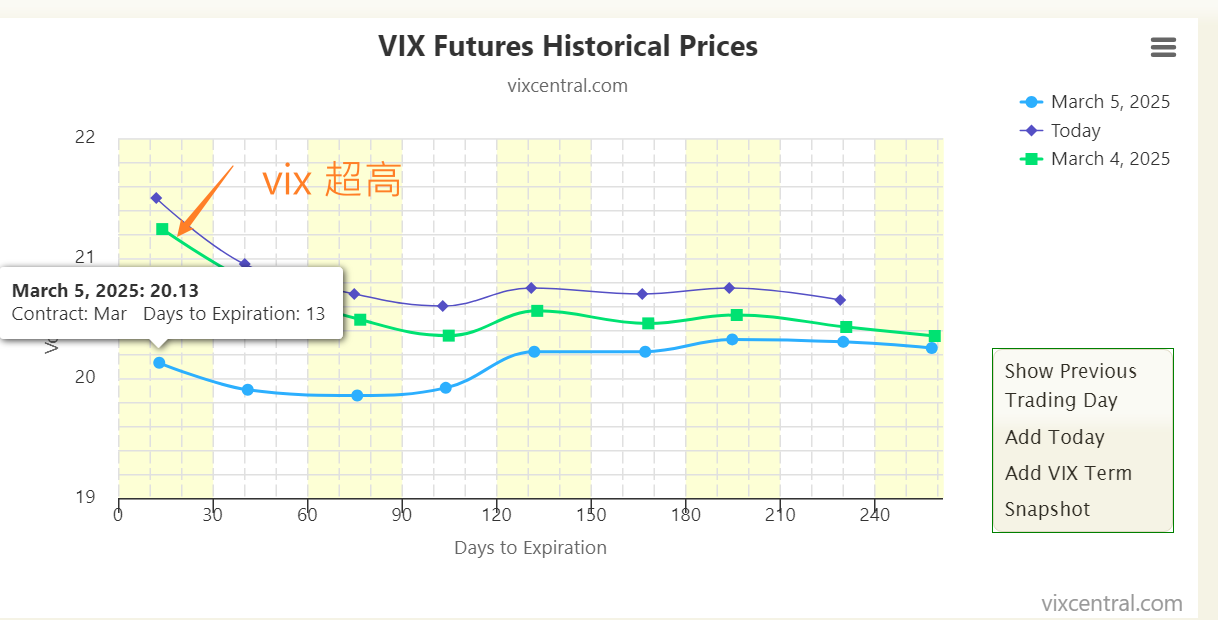 VIX Futures Historical Prices
vixcentral.com
March 5, 2025
Today
March 4, 2025
22
vix 超高
21
March 5, 2025: 20.13
Contract: Mar Days to Expiration: 13
20
19
0 30 60 90 120 150 180 210 240
Days to Expiration
Show Previous
Trading Day
Add Today
Add VIX Term
Snapshot
vixcentral.com